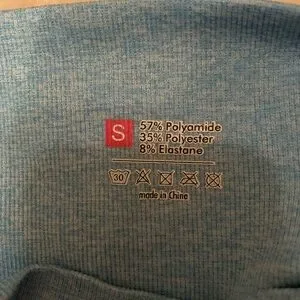 S
57% Polyamide
35% Polyester
8% Elastane
30
made in China